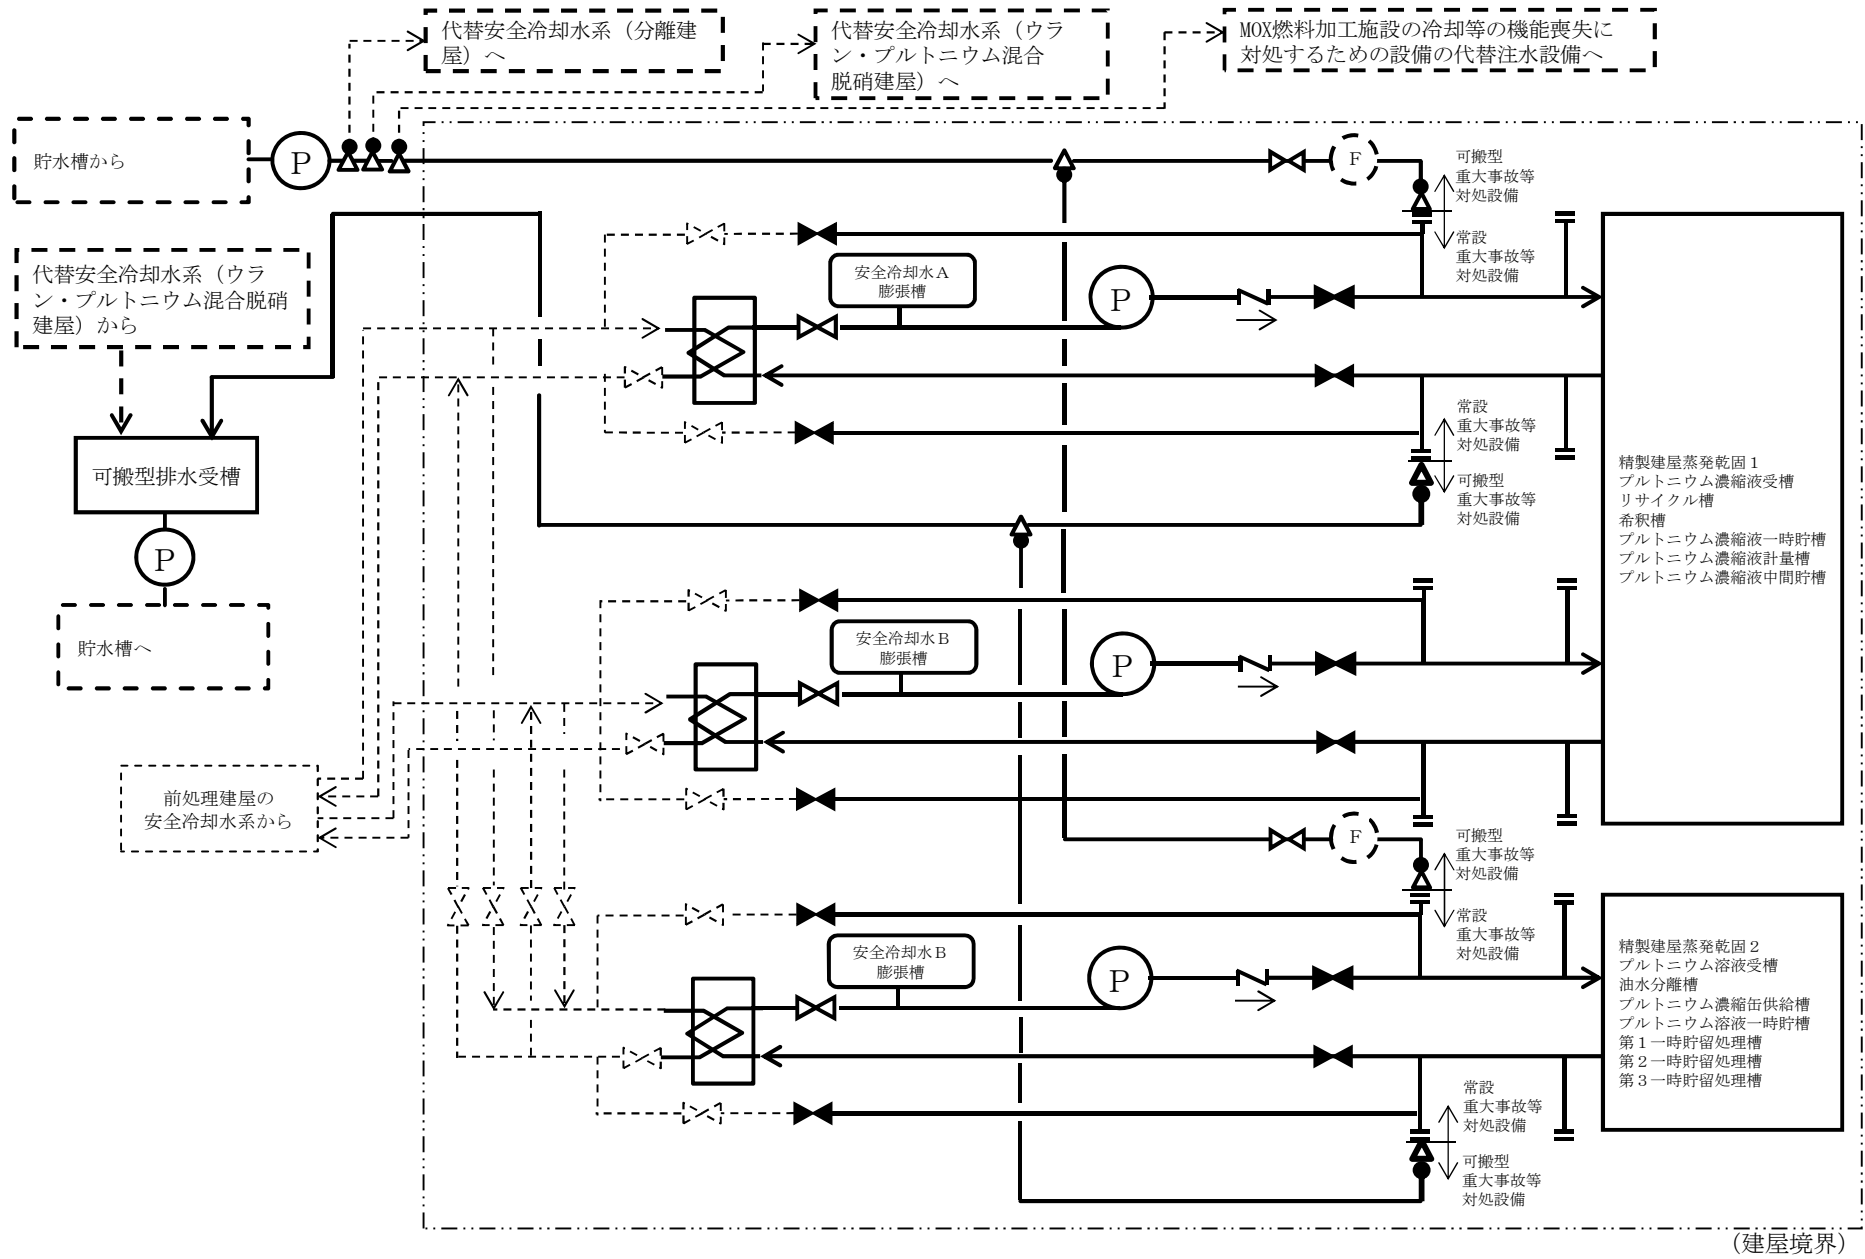 代替安全冷却水系（分離建
屋）へ
代替安全冷却水系（ウラ
ン・プルトニウム混合
脱硝建屋）へ
MOX燃料加工施設の冷却等の機能喪失に
対処するための設備の代替注水設備へ
貯水槽から
P
F
可搬型
重大事故等
対処設備
常設
重大事故等
対処設備
代替安全冷却水系（ウラ
ン・プルトニウム混合脱硝
建屋）から
安全冷却水A
膨張槽
P
可搬型排水受槽
P
貯水槽へ
常設
重大事故等
対処設備
可搬型
重大事故等
対処設備
精製建屋蒸発乾固１
プルトニウム濃縮液受槽
リサイクル槽
希釈槽
プルトニウム濃縮液一時貯槽
プルトニウム濃縮液計量槽
プルトニウム濃縮液中間貯槽
安全冷却水B
膨張槽
P
前処理建屋の
安全冷却水系から
F
可搬型
重大事故等
対処設備
常設
重大事故等
対処設備
安全冷却水B
膨張槽
P
精製建屋蒸発乾固２
プルトニウム溶液受槽
油水分離槽
プルトニウム濃縮缶供給槽
プルトニウム溶液一時貯槽
第１一時貯留処理槽
第２一時貯留処理槽
第３一時貯留処理槽
常設
重大事故等
対処設備
可搬型
重大事故等
対処設備
（建屋境界）